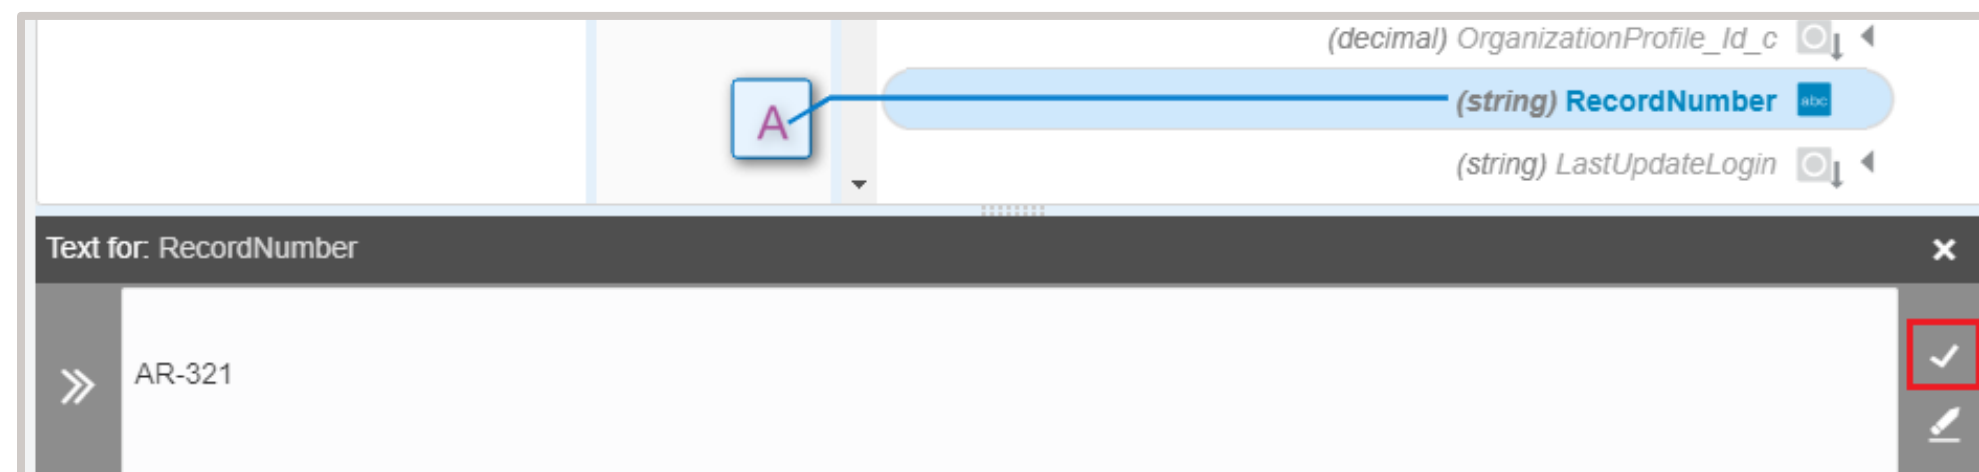 (decimal) OrganizationProfile_Id_c
A
(string) RecordNumber abc
(string) LastUpdateLogin
Text for: RecordNumber
AR-321